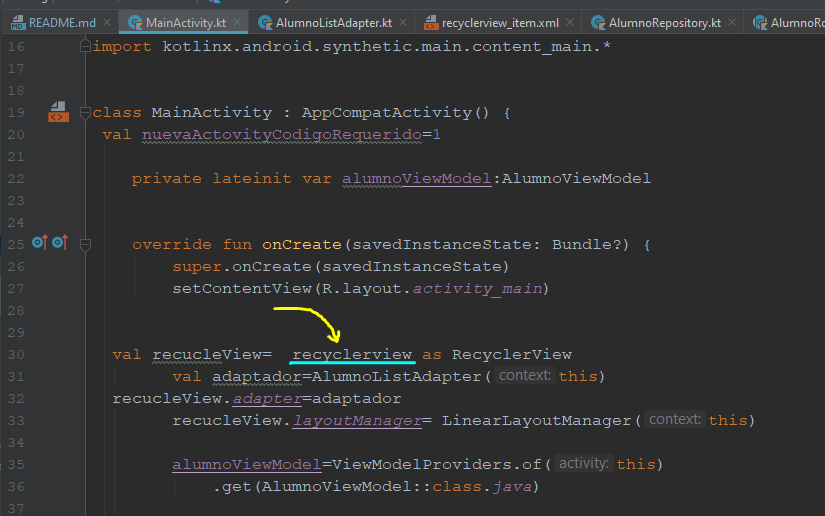 README.md MainActivity.kt AlumnoListAdapter.kt recyclerview_item.xml AlumnoRepository.kt AlumnoRo
16 import kotlinx.android.synthetic.main.content_main.*
17
18
19 class MainActivity : AppCompatActivity() {
20 val nuevaActovityCodigoRequerido=1
21
22 private lateinit var alumnoViewModel:AlumnoViewModel
23
24
25 override fun onCreate(savedInstanceState: Bundle?) {
26 super.onCreate(savedInstanceState)
27 setContentView(R.layout.activity_main)
28
29
30 val recucleView= recyclerview as RecyclerView
31 val adaptador=AlumnoListAdapter( context: this)
32 recucleView.adapter=adaptador
33 recucleView.layoutManager= LinearLayoutManager( context: this)
34
35 alumnoViewModel=ViewModelProviders.of( activity: this)
36 .get(AlumnoViewModel::class.java)
37